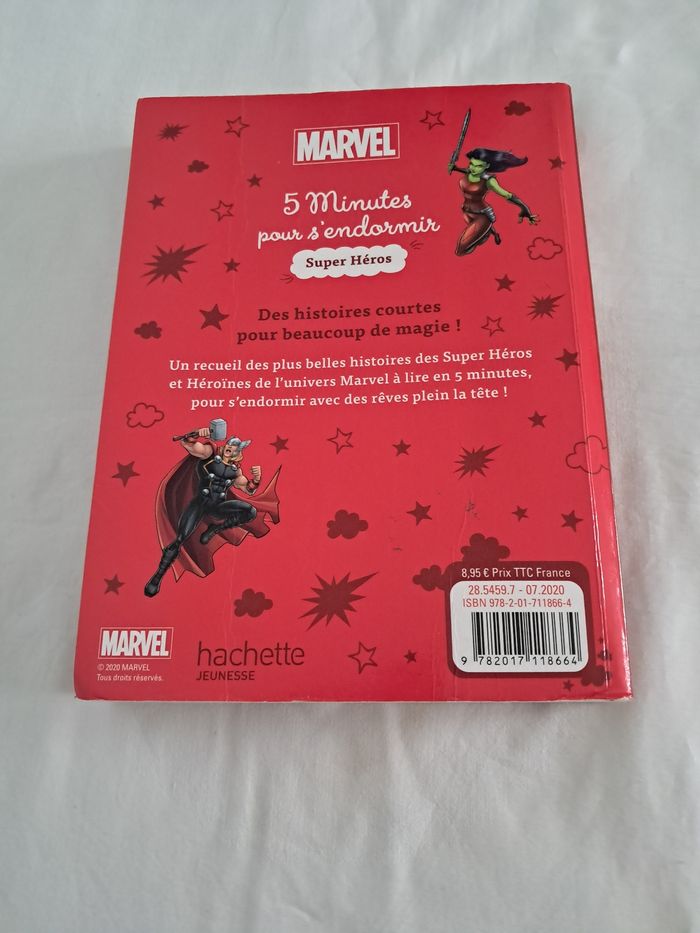 MARVEL
5 Minutes
pour s'endormir
Super Héros
Des histoires courtes
pour beaucoup de magie !
Un recueil des plus belles histoires des Super Héros
et Héroïnes de l'univers Marvel à lire en 5 minutes,
pour s'endormir avec des rêves plein la tête !
8,95 € Prix TTC France
28.5459.7 - 07.2020
ISBN 978-2-01-711866-4
9 782017 118664
MARVEL
© 2020 MARVEL
Tous droits réservés.
hachette
JEUNESSE